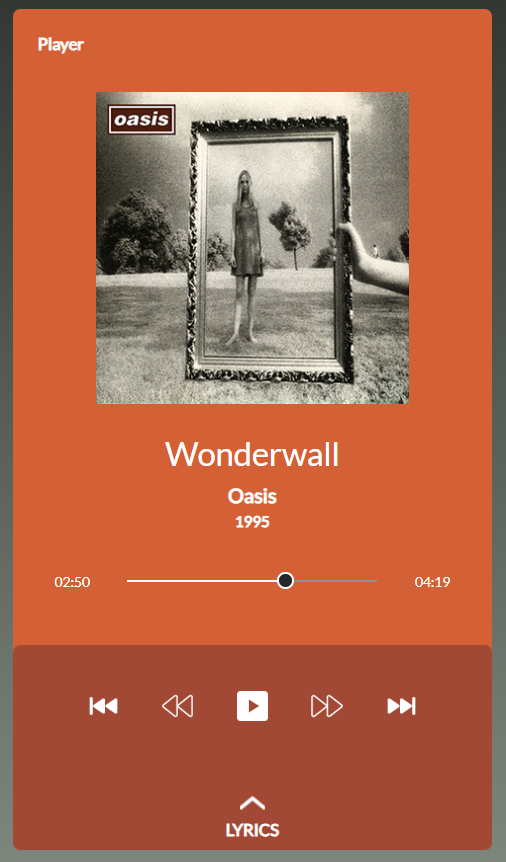 Player
oasis
Wonderwall
Oasis
1995
02:50
04:19
LYRICS